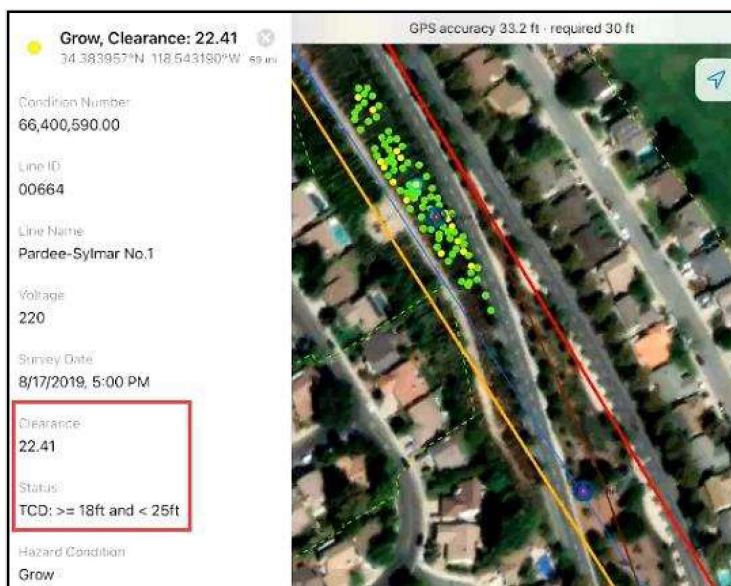 Grow, Clearance: 22.41
34.383957°N 118.543190°W
GPS accuracy 33.2 ft · required 30 ft
Condition Number
66,400,590.00
Line ID
00664
Line Name
Pardee-Sylmar No.1
Voltage
220
Survey Date
8/17/2019, 5:00 PM
Clearance
22.41
Status
TCD: >= 18ft and < 25ft
Hazard Condition
Grow